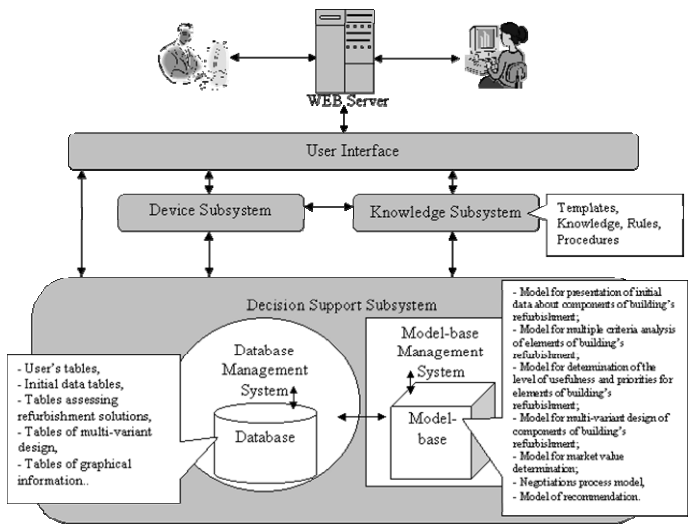 WEB Server
User Interface
Device Subsystem
Knowledge Subsystem
Templates,
Knowledge, Rules,
Procedures
Decision Support Subsystem
Database
Management
System
Database
Model-base
Management
System
Model-
base
- User's tables,
- Initial data tables,
- Tables assessing
refurbishment solutions,
- Tables of multi-variant
design,
- Tables of graphical
information..
- Model for presentation of initial
data about components of building's
refurbishment;
- Model for multiple criteria analysis
of elements of building's
refurbishment;
- Model for determination of the
level of usefulness and priorities for
elements of building's
refurbishment;
- Model for multi-variant design of
components of building's
refurbishment;
- Model for market value
determination;
- Negotiations process model,
- Model of recommendation.